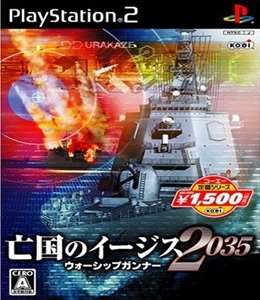 PlayStation 2
KOEI
NTSC J
DD URAKAZE
コーエー
定番シリーズ
¥1,500
KOEI
亡国のイージス2035
ウォーシップガンナー
CERO
A